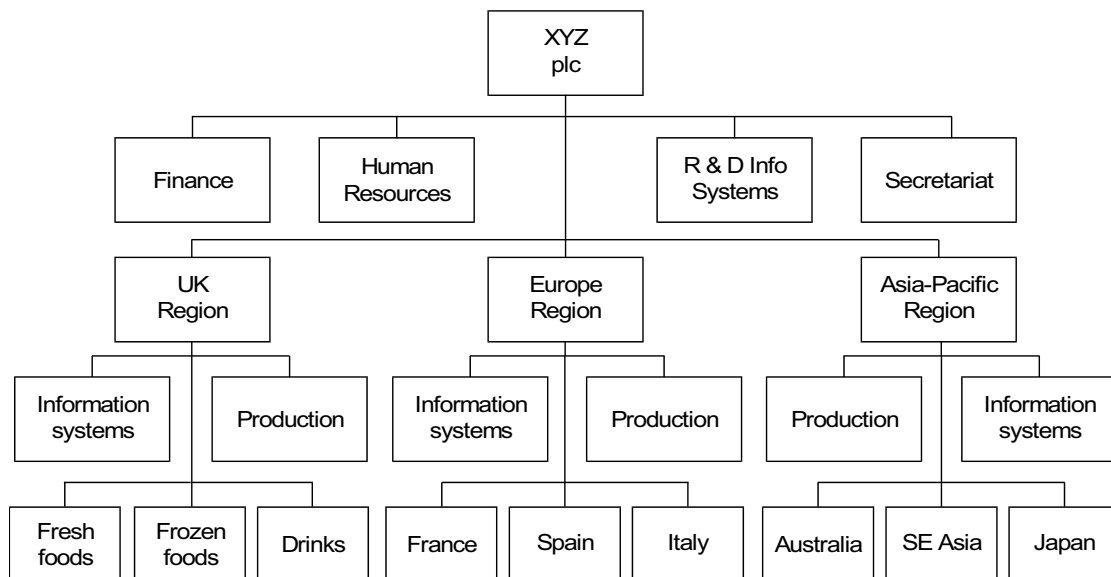 XYZ
plc
Finance
Human
Resources
R & D Info
Systems
Secretariat
UK
Region
Europe
Region
Asia-Pacific
Region
Information
systems
Production
Information
systems
Production
Production
Information
systems
Fresh
foods
Frozen
foods
Drinks
France
Spain
Italy
Australia
SE Asia
Japan